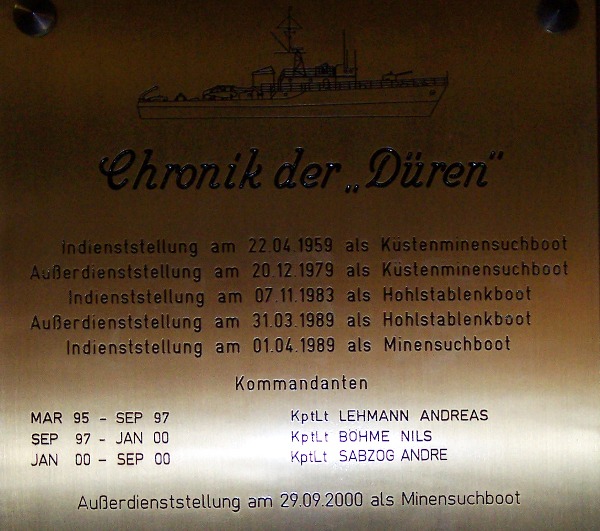 Chronik der „Düren“
Indienststellung am 22.04.1959 als Küstenminensuchboot
Außerdienststellung am 20.12.1979 als Küstenminensuchboot
Indienststellung am 07.11.1983 als Hohlstablenkboot
Außerdienststellung am 31.03.1989 als Hohlstablenkboot
Indienststellung am 01.04.1989 als Minensuchboot
Kommandanten
MAR 95 - SEP 97 KptLt LEHMANN ANDREAS
SEP 97 - JAN 00 KptLt BÖHME NILS
JAN 00 - SEP 00 KptLt SABZOG ANDRE
Außerdienststellung am 29.09.2000 als Minensuchboot